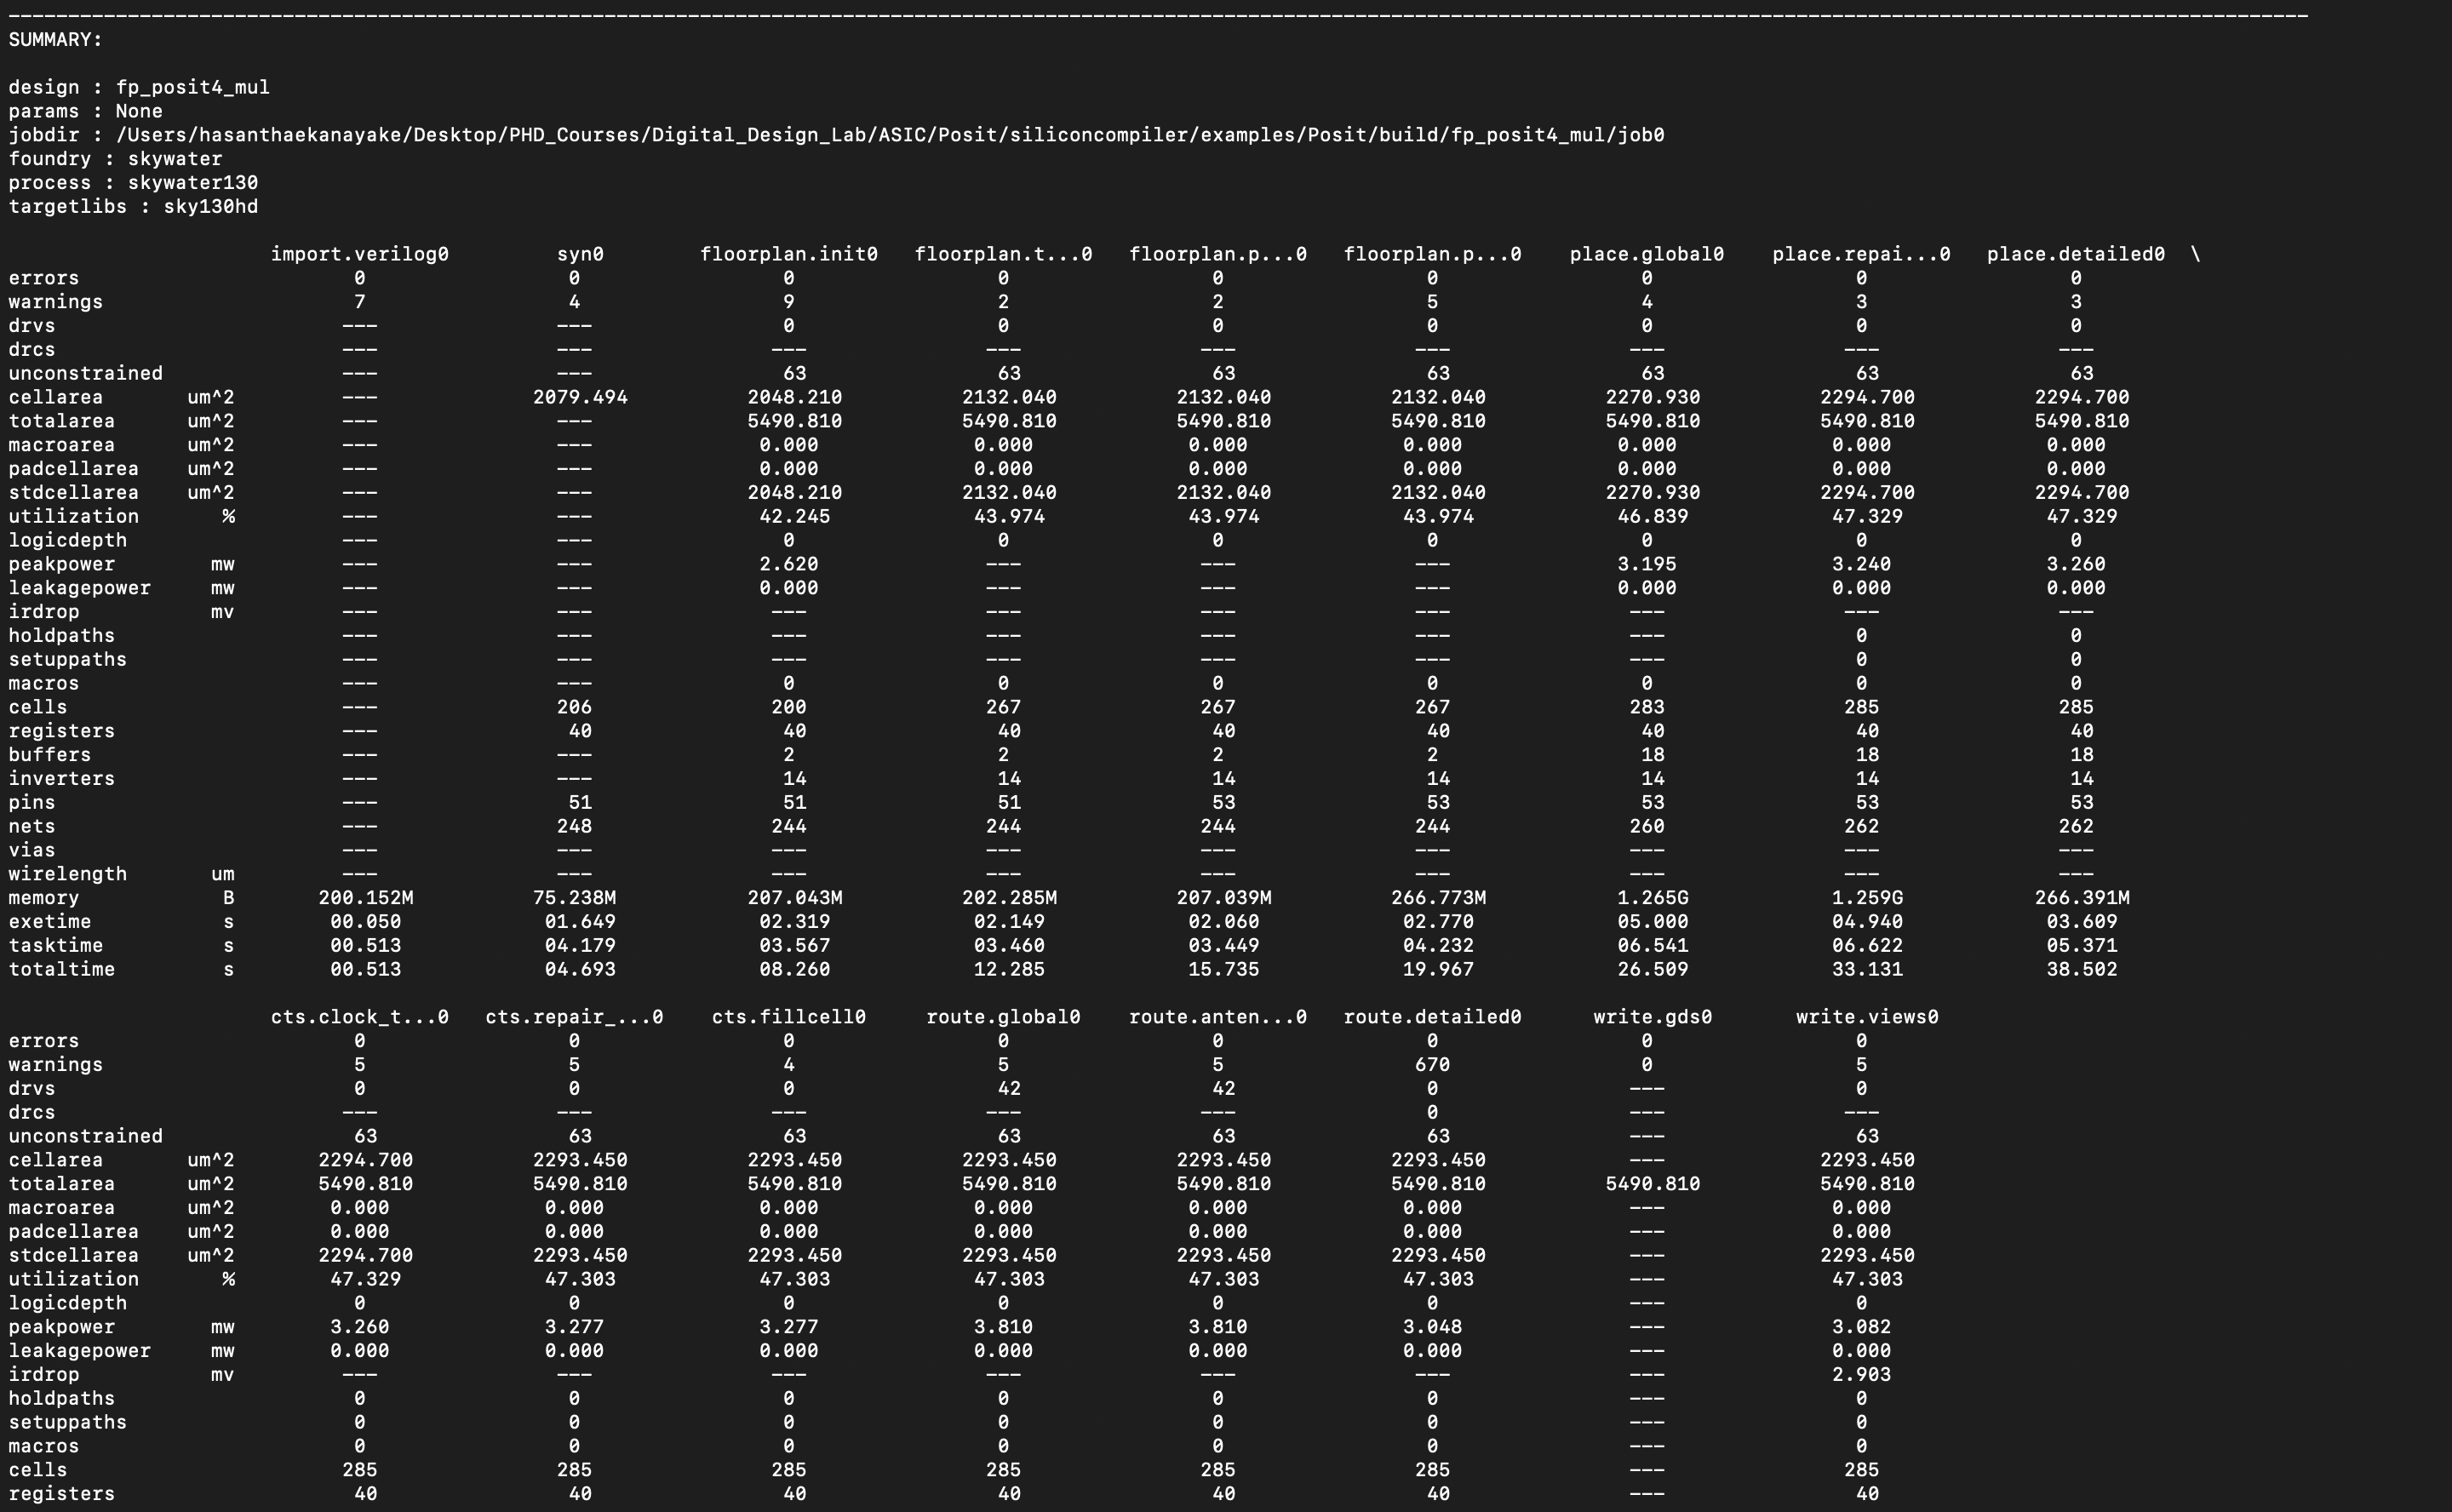 --------------------------------------------------------------------------------
SUMMARY:
design : fp_posit4_mul
params : None
jobdir : /Users/hasanthaekanayake/Desktop/PHD_Courses/Digital_Design_Lab/ASIC/Posit/siliconcompiler/examples/Posit/build/fp_posit4_mul/job0
foundry : skywater
process : skywater130
targetlibs : sky130hd
import.verilog0 syn0 floorplan.init0 floorplan.t...0 floorplan.p...0 floorplan.p...0 place.global0 place.repai...0 place.detailed0 \
errors 0 0 0 0 0 0 0 0 0
warnings 7 4 9 2 2 5 4 3 3
drvs --- --- 0 0 0 0 0 0 0
drcs --- --- --- --- --- --- --- --- ---
unconstrained --- --- 63 63 63 63 63 63 63
cellarea um^2 --- 2079.494 2048.210 2132.040 2132.040 2132.040 2270.930 2294.700 2294.700
totalarea um^2 --- --- 5490.810 5490.810 5490.810 5490.810 5490.810 5490.810 5490.810
macroarea um^2 --- --- 0.000 0.000 0.000 0.000 0.000 0.000 0.000
padcellarea um^2 --- --- 0.000 0.000 0.000 0.000 0.000 0.000 0.000
stdcellarea um^2 --- --- 2048.210 2132.040 2132.040 2132.040 2270.930 2294.700 2294.700
utilization % --- --- 42.245 43.974 43.974 43.974 46.839 47.329 47.329
logicdepth --- --- 0 0 0 0 0 0 0
peakpower mw --- --- 2.620 --- --- --- 3.195 3.240 3.260
leakagepower mw --- --- 0.000 --- --- --- 0.000 0.000 0.000
irdrop mv --- --- --- --- --- --- --- --- ---
holdpaths --- --- --- --- --- --- --- 0 0
setuppaths --- --- --- --- --- --- --- 0 0
macros --- --- 0 0 0 0 0 0 0
cells --- 206 200 267 267 267 283 285 285
registers --- 40 40 40 40 40 40 40 40
buffers --- --- 2 2 2 2 18 18 18
inverters --- --- 14 14 14 14 14 14 14
pins --- 51 51 51 53 53 53 53 53
nets --- 248 244 244 244 244 260 262 262
vias --- --- --- --- --- --- --- --- ---
wirelength um --- --- --- --- --- --- --- --- ---
memory B 200.152M 75.238M 207.043M 202.285M 207.039M 266.773M 1.265G 1.259G 266.391M
exetime s 00.050 01.649 02.319 02.149 02.060 02.770 05.000 04.940 03.609
tasktime s 00.513 04.179 03.567 03.460 03.449 04.232 06.541 06.622 05.371
totaltime s 00.513 04.693 08.260 12.285 15.735 19.967 26.509 33.131 38.502
cts.clock_t...0 cts.repair_...0 cts.fillcell0 route.global0 route.anten...0 route.detailed0 write.gds0 write.views0
errors 0 0 0 0 0 0 0 0
warnings 5 5 4 5 5 670 0 5
drvs 0 0 0 42 42 0 --- 0
drcs --- --- --- --- --- 0 --- ---
unconstrained 63 63 63 63 63 63 --- 63
cellarea um^2 2294.700 2293.450 2293.450 2293.450 2293.450 2293.450 --- 2293.450
totalarea um^2 5490.810 5490.810 5490.810 5490.810 5490.810 5490.810 5490.810 5490.810
macroarea um^2 0.000 0.000 0.000 0.000 0.000 0.000 --- 0.000
padcellarea um^2 0.000 0.000 0.000 0.000 0.000 0.000 --- 0.000
stdcellarea um^2 2294.700 2293.450 2293.450 2293.450 2293.450 2293.450 --- 2293.450
utilization % 47.329 47.303 47.303 47.303 47.303 47.303 --- 47.303
logicdepth 0 0 0 0 0 0 --- 0
peakpower mw 3.260 3.277 3.277 3.810 3.810 3.048 --- 3.082
leakagepower mw 0.000 0.000 0.000 0.000 0.000 0.000 --- 0.000
irdrop mv --- --- --- --- --- --- --- 2.903
holdpaths 0 0 0 0 0 0 --- 0
setuppaths 0 0 0 0 0 0 --- 0
macros 0 0 0 0 0 0 --- 0
cells 285 285 285 285 285 285 --- 285
registers 40 40 40 40 40 40 --- 40